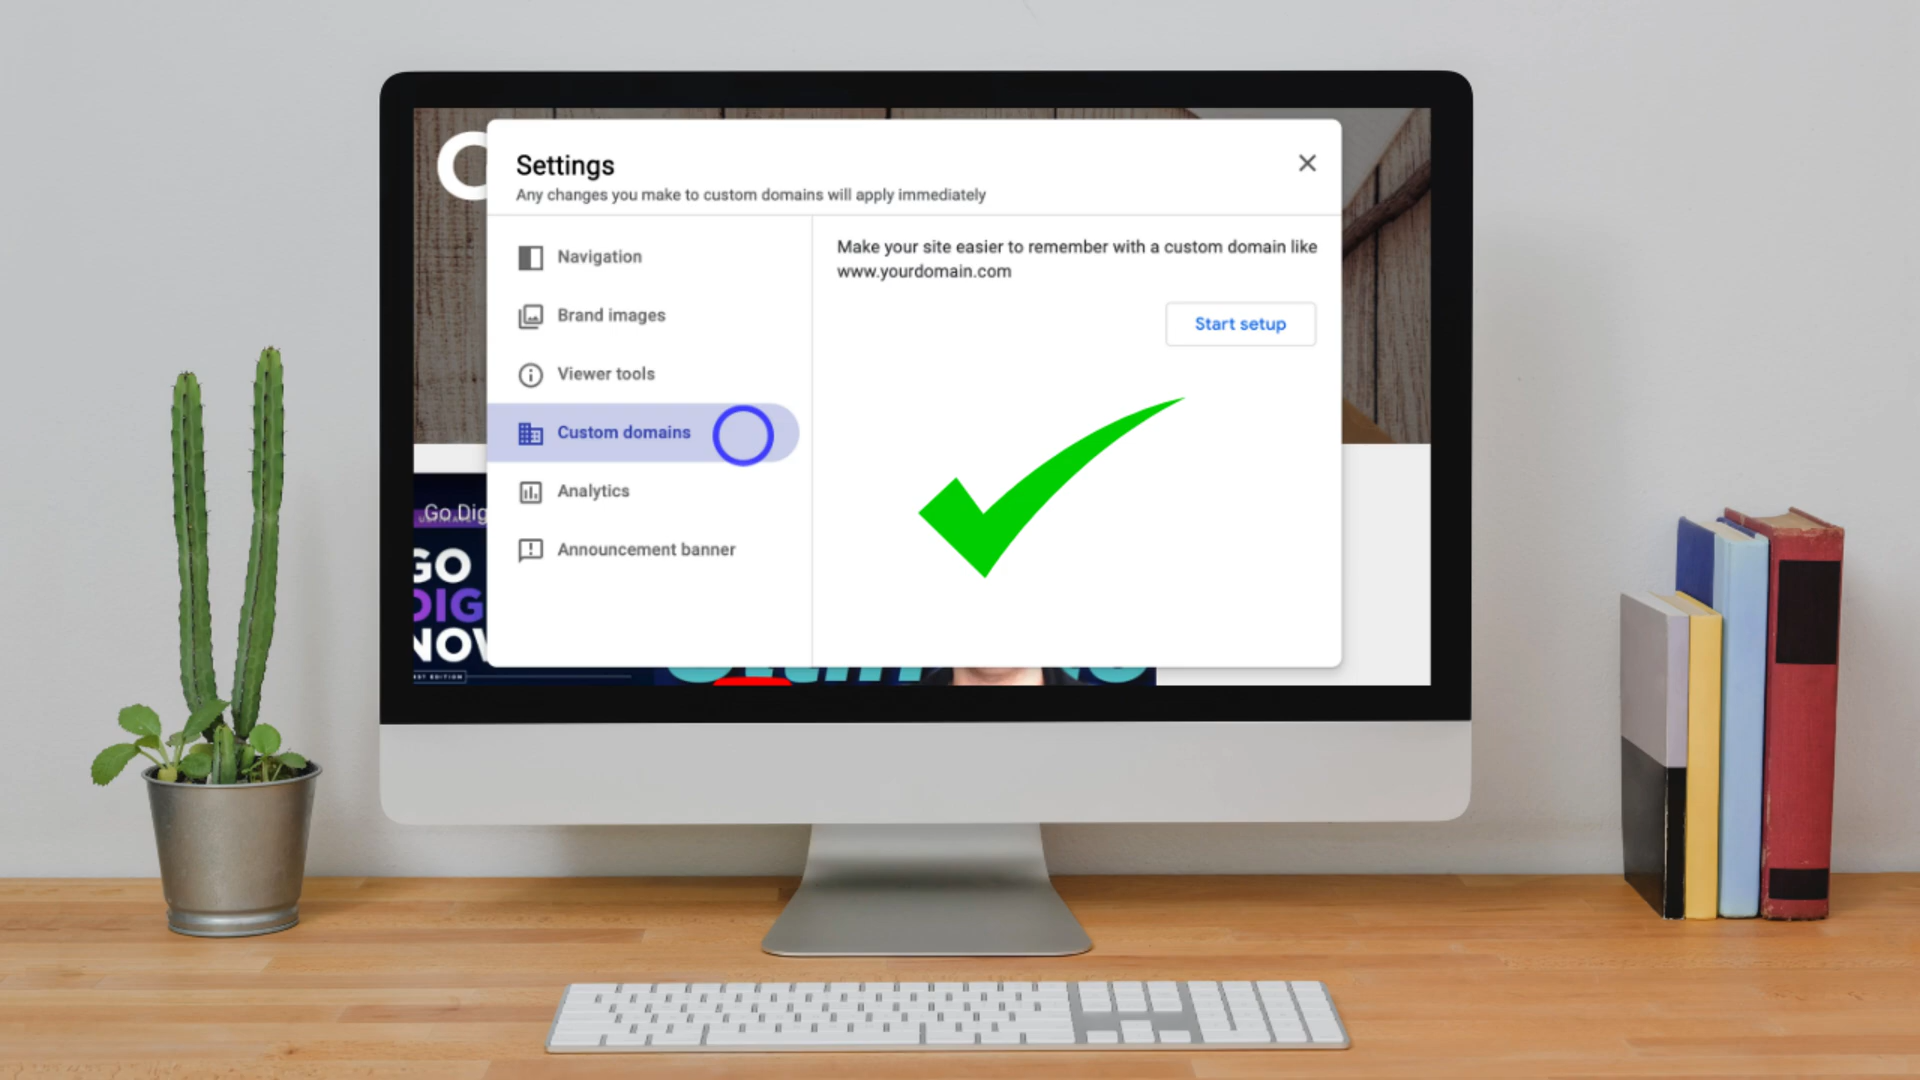 Settings
Any changes you make to custom domains will apply immediately
Navigation
Brand images
Viewer tools
Custom domains
Analytics
Announcement banner
Make your site easier to remember with a custom domain like
www.yourdomain.com
Start setup
Go Dig
GO
DIG
NOW
EDITION